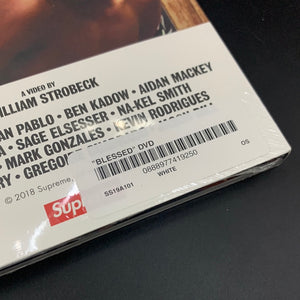 A VIDEO BY
WILLIAM STROBECK
PABLO • BEN KADOW • AIDAN MACKEY
• SAGE ELSESSER • NA-KEL SMITH
• MARK GONZALES • KEVIN RODRIGUES
"BLESSED" DVD
OS
0888977419250
SS19A101
WHITE
© 2018 Supreme.
Sup